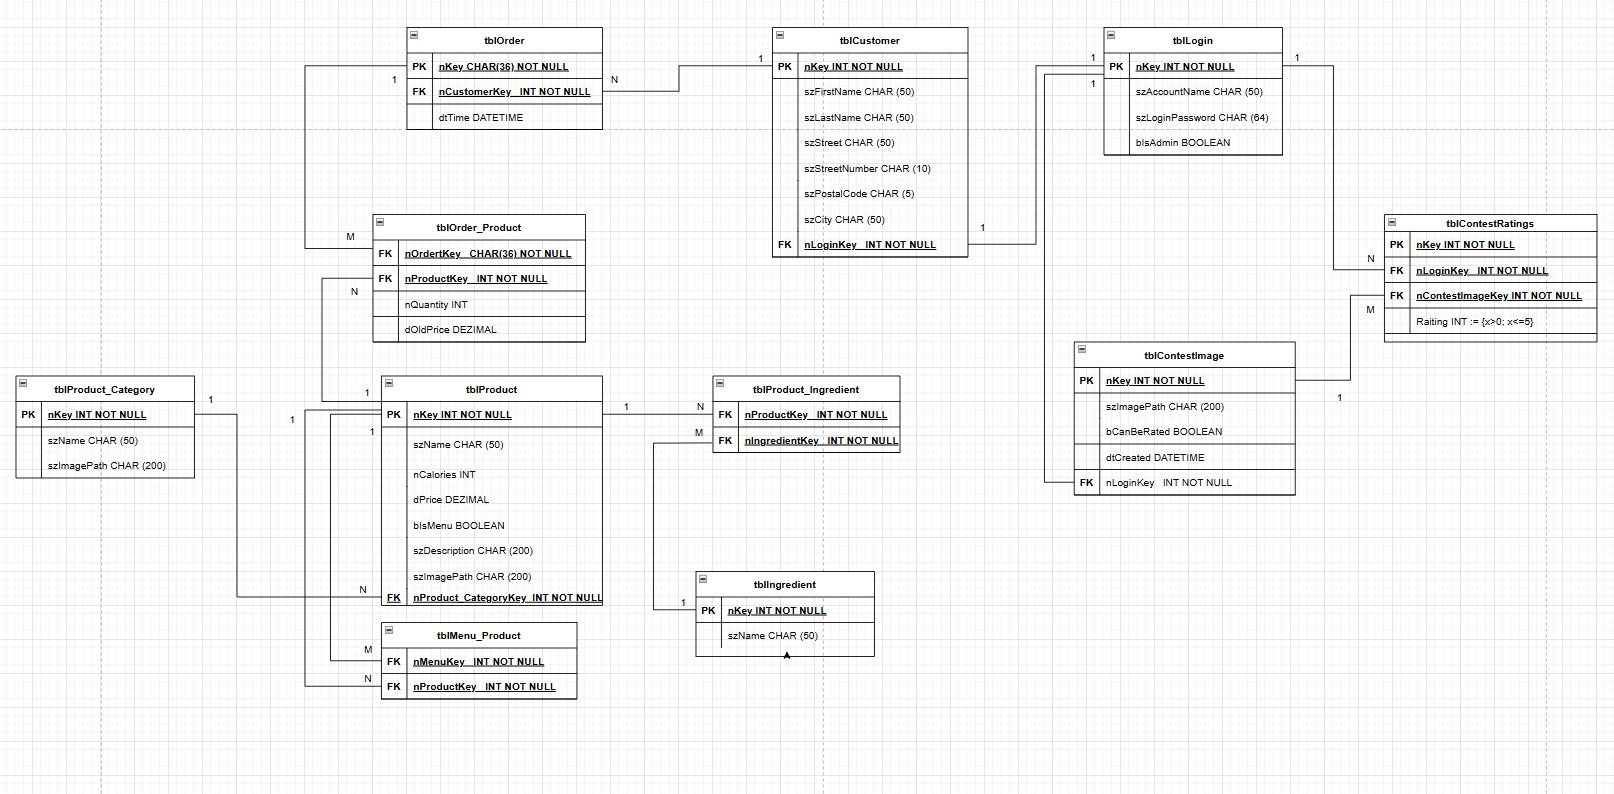 tblOrder
PK nKey CHAR(36) NOT NULL
FK nCustomerKey INT NOT NULL
dtTime DATETIME
1
N
1
tblCustomer
PK nKey INT NOT NULL
szFirstName CHAR (50)
szLastName CHAR (50)
szStreet CHAR (50)
szStreetNumber CHAR (10)
szPostalCode CHAR (5)
szCity CHAR (50)
FK nLoginKey INT NOT NULL
1
1
1
tblLogin
PK nKey INT NOT NULL
szAccountName CHAR (50)
szLoginPassword CHAR (64)
bIsAdmin BOOLEAN
1
tblOrder_Product
FK nOrdertKey CHAR(36) NOT NULL
FK nProductKey INT NOT NULL
nQuantity INT
dOldPrice DEZIMAL
M
N
tblContestRatings
PK nKey INT NOT NULL
FK nLoginKey INT NOT NULL
FK nContestImageKey INT NOT NULL
Raiting INT := {x>0; x<=5}
N
M
tblContestImage
PK nKey INT NOT NULL
szImagePath CHAR (200)
bCanBeRated BOOLEAN
dtCreated DATETIME
FK nLoginKey INT NOT NULL
1
tblProduct_Category
PK nKey INT NOT NULL
szName CHAR (50)
szImagePath CHAR (200)
1
1
1
1
tblProduct
PK nKey INT NOT NULL
szName CHAR (50)
nCalories INT
dPrice DEZIMAL
bIsMenu BOOLEAN
szDescription CHAR (200)
szImagePath CHAR (200)
FK nProduct_CategoryKey INT NOT NULL
N
1
N
M
tblProduct_Ingredient
FK nProductKey INT NOT NULL
FK nIngredientKey INT NOT NULL
tblIngredient
PK nKey INT NOT NULL
szName CHAR (50)
1
tblMenu_Product
FK nMenuKey INT NOT NULL
FK nProductKey INT NOT NULL
M
N